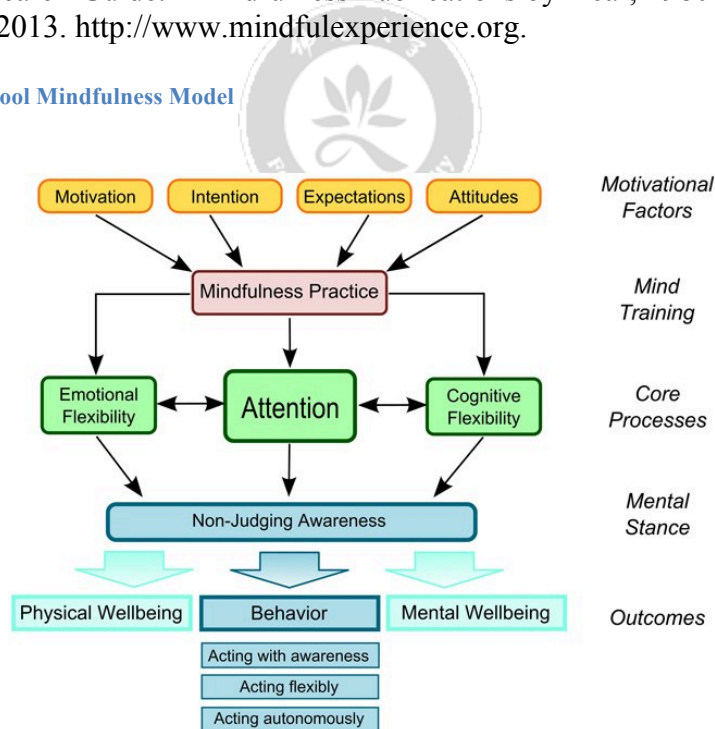 2013. http://www.mindfulexperience.org.
ool Mindfulness Model
Motivation Intention Expectations Attitudes
Motivational
Factors
Mindfulness Practice
Mind
Training
Emotional
Flexibility
Attention
Cognitive
Flexibility
Core
Processes
Non-Judging Awareness
Mental
Stance
Physical Wellbeing Behavior Mental Wellbeing
Outcomes
Acting with awareness
Acting flexibly
Acting autonomously